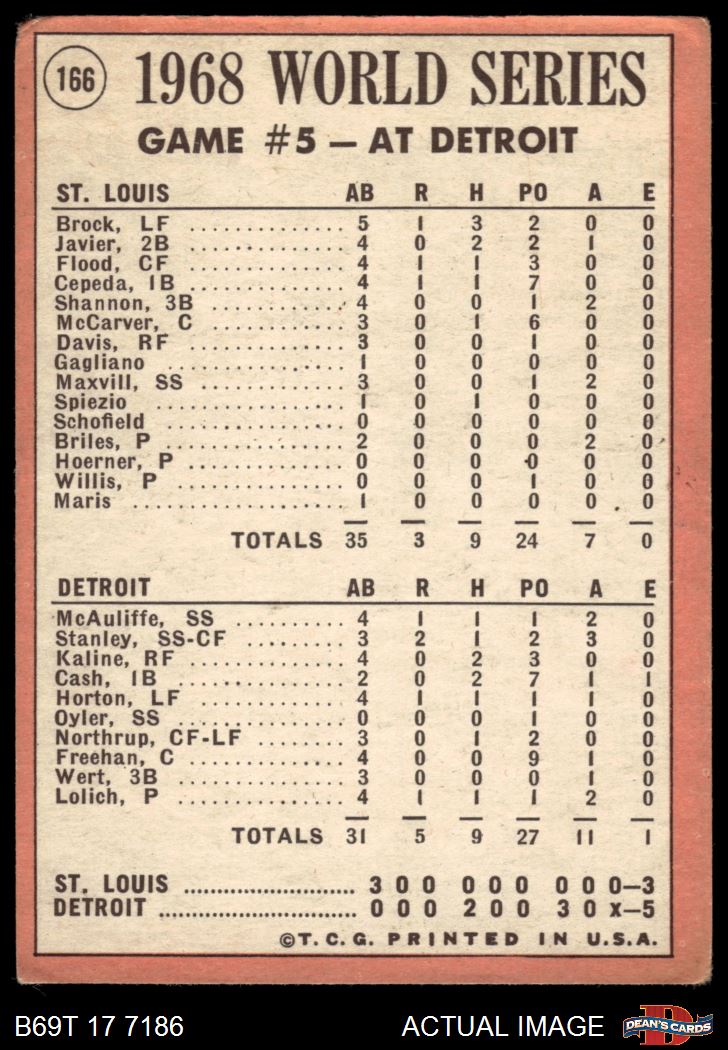 166 1968 WORLD SERIES
GAME #5 — AT DETROIT
ST. LOUIS AB R H PO A E
Brock, LF .................. 5 1 3 2 0 0
Javier, 2B .................. 4 0 2 2 1 0
Flood, CF .................. 4 1 1 3 0 0
Cepeda, 1B .................. 4 1 1 7 0 0
Shannon, 3B .................. 4 0 0 1 2 0
McCarver, C .................. 3 0 1 6 0 0
Davis, RF .................. 3 0 0 1 0 0
Gagliano .................. 1 0 0 0 0 0
Maxvill, SS .................. 3 0 0 1 2 0
Spiezio .................. 1 0 1 0 0 0
Schofield .................. 0 0 0 0 0 0
Briles, P .................. 2 0 0 0 2 0
Hoerner, P .................. 0 0 0 0 0 0
Willis, P .................. 0 0 0 1 0 0
Maris .................. 1 0 0 0 0 0
TOTALS 35 3 9 24 7 0
DETROIT AB R H PO A E
McAuliffe, SS .......... 4 1 1 1 2 0
Stanley, SS-CF .......... 3 2 1 2 3 0
Kaline, RF .............. 4 0 2 3 0 0
Cash, 1B ................ 2 0 2 7 1 1
Horton, LF .............. 4 1 1 1 1 0
Oyler, SS ............... 0 0 0 1 0 0
Northrup, CF-LF ........ 3 0 1 2 0 0
Freehan, C .............. 4 0 0 9 1 0
Wert, 3B ................ 3 0 0 0 1 0
Lolich, P ............... 4 1 1 1 2 0
TOTALS 31 5 9 27 11 1
ST. LOUIS .......................... 3 0 0 0 0 0 0 0 0—3
DETROIT .............................. 0 0 0 2 0 0 3 0 x—5
©T.C.G. PRINTED IN U.S.A.
B69T 17 7186 ACTUAL IMAGE D DEAN'S CARDS